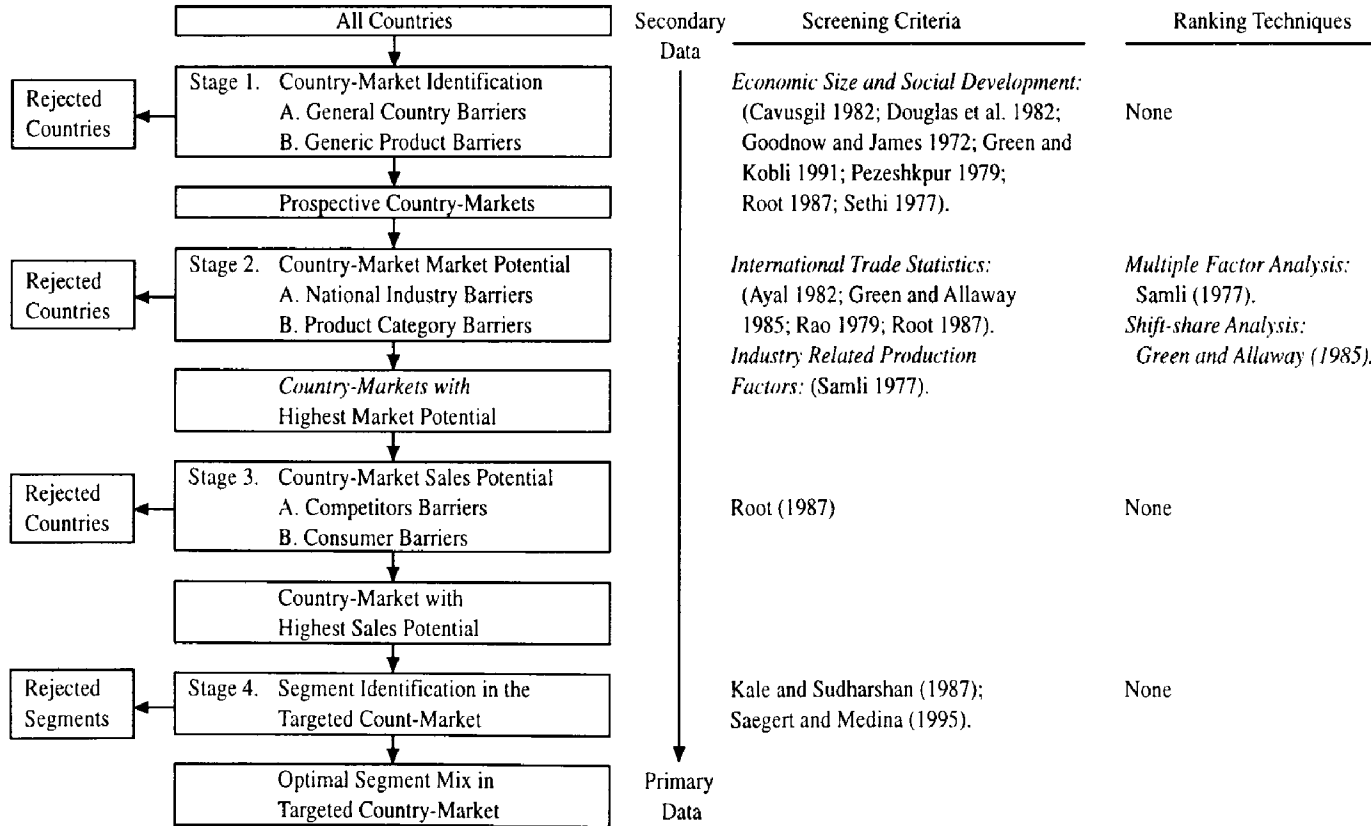 All Countries
Secondary
Data
Screening Criteria
Ranking Techniques
Rejected
Countries
Stage 1. Country-Market Identification
A. General Country Barriers
B. Generic Product Barriers
Economic Size and Social Development:
(Cavusgil 1982; Douglas et al. 1982;
Goodnow and James 1972; Green and
Kobli 1991; Pezeshkpur 1979;
Root 1987; Sethi 1977).
None
Prospective Country-Markets
Rejected
Countries
Stage 2. Country-Market Market Potential
A. National Industry Barriers
B. Product Category Barriers
International Trade Statistics:
(Ayal 1982; Green and Allaway
1985; Rao 1979; Root 1987).
Industry Related Production
Factors: (Samli 1977).
Multiple Factor Analysis:
Samli (1977).
Shift-share Analysis:
Green and Allaway (1985).
Country-Markets with
Highest Market Potential
Rejected
Countries
Stage 3. Country-Market Sales Potential
A. Competitors Barriers
B. Consumer Barriers
Root (1987)
None
Country-Market with
Highest Sales Potential
Rejected
Segments
Stage 4. Segment Identification in the
Targeted Count-Market
Kale and Sudharshan (1987);
Saegert and Medina (1995).
None
Optimal Segment Mix in
Targeted Country-Market
Primary
Data